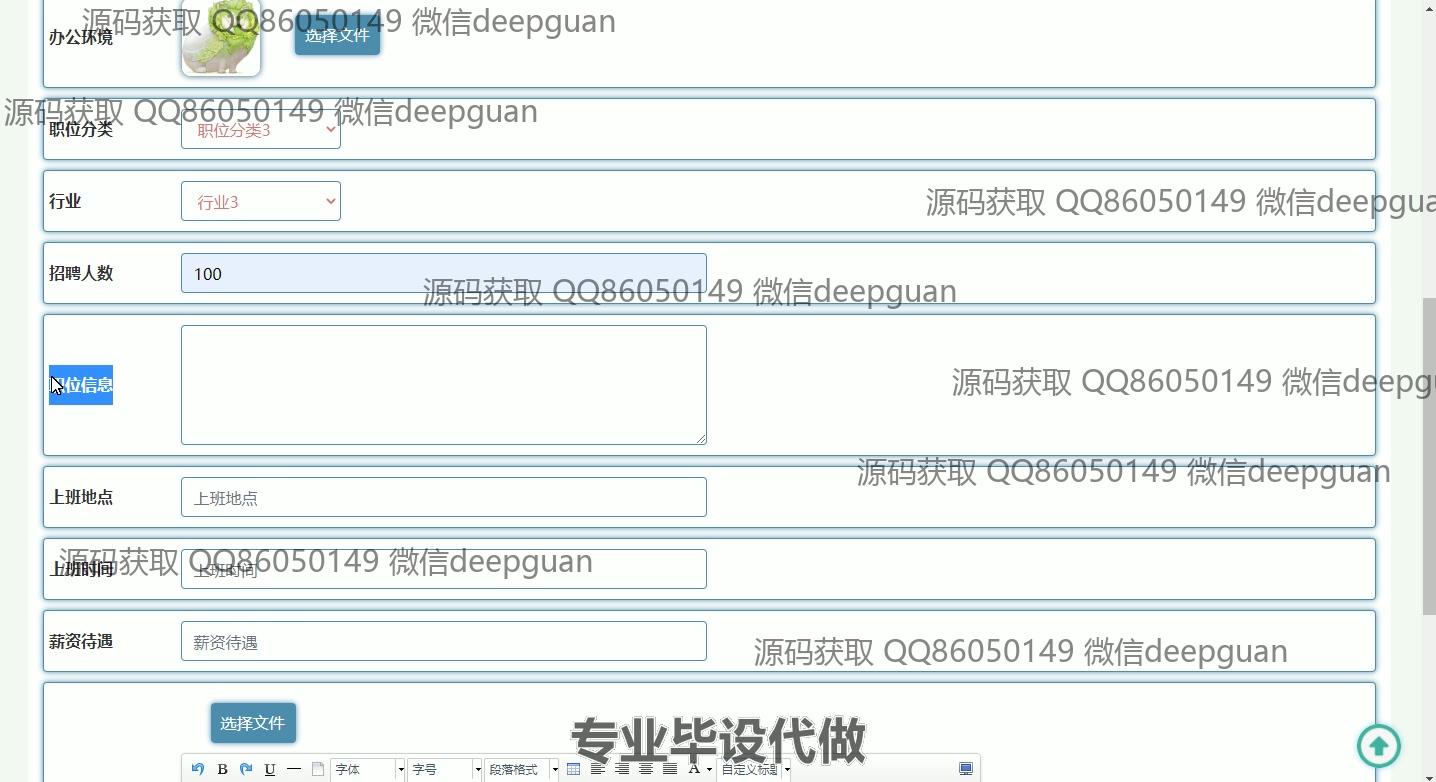 源码获取 QQ86050149 微信deepguan
办公环境
选择文件
源码获取 QQ86050149 微信deepguan
职位分类
职位分类3
行业
行业3
源码获取 QQ86050149 微信deepgua
招聘人数
100
源码获取 QQ86050149 微信deepguan
职位信息
源码获取 QQ86050149 微信deepg
源码获取 QQ86050149 微信deepguan
上班地点
上班地点
源码获取 QQ86050149 微信deepguan
上班时间
上班时间
薪资待遇
薪资待遇
源码获取 QQ86050149 微信deepguan
选择文件
专业毕设代做
B U 字体 字号 段落格式 A 自定义标题